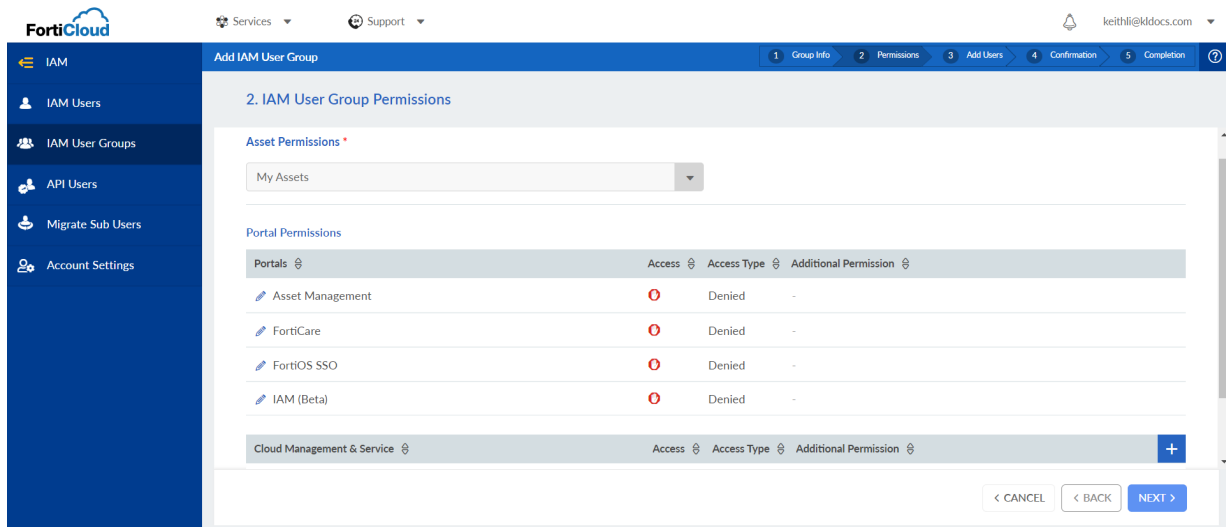 FortiCloud
Services
24
Support
keithli@kldocs.com
IAM
Add IAM User Group
1 Group Info
2 Permissions
3 Add Users
4 Confirmation
5 Completion
?
IAM Users
IAM User Groups
API Users
Migrate Sub Users
Account Settings
2. IAM User Group Permissions
Asset Permissions *
My Assets
Portal Permissions
Portals Access Access Type Additional Permission
Asset Management Denied -
FortiCare Denied -
FortiOS SSO Denied -
IAM (Beta) Denied -
Cloud Management & Service Access Access Type Additional Permission +
< CANCEL
< BACK
NEXT >